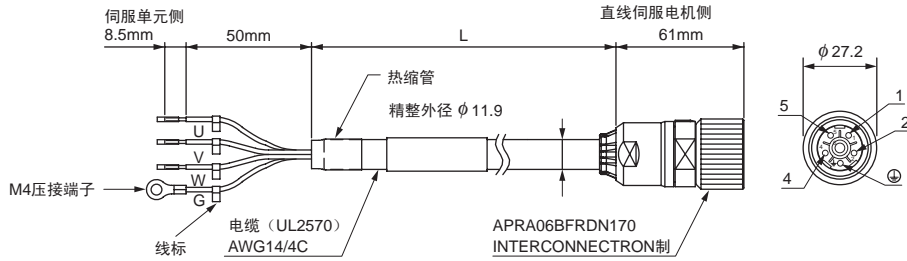 伺服单元侧
8.5mm
50mm
L
直线伺服电机侧
61mm
φ27.2
热缩管
精整外径 φ11.9
U
V
W
G
M4压接端子
线标
电缆（UL2570）
AWG14/4C
APRA06BFRDN170
INTERCONNECTRON制
5
1
2
4